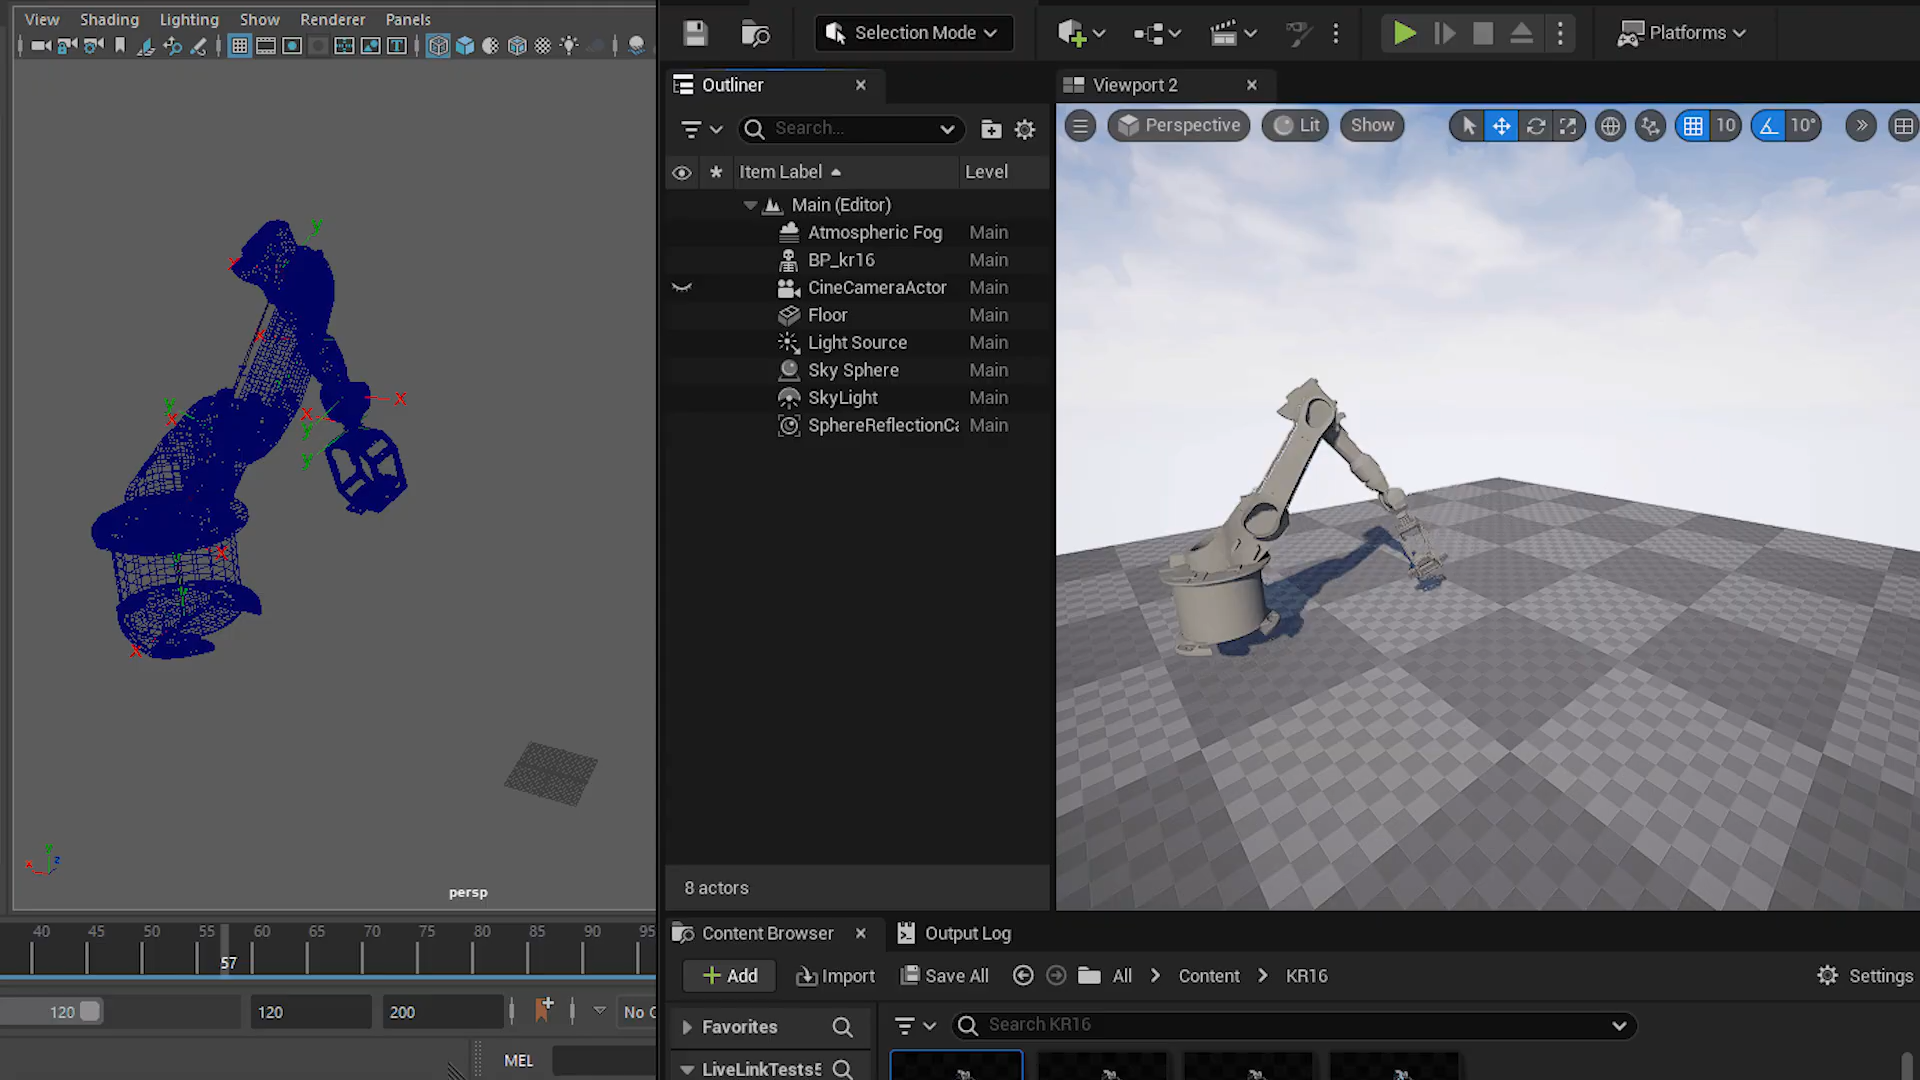 View Shading Lighting Show Renderer Panels
Selection Mode
Platforms
Outliner
Viewport 2
Search...
Perspective Lit Show
10
10°
Item Label Level
Main (Editor)
Atmospheric Fog Main
BP_kr16 Main
CineCameraActor Main
Floor Main
Light Source Main
Sky Sphere Main
SkyLight Main
SphereReflectionCa Main
y
x
x
x
y
x
x
y
y
x
y
y
x
x
y
z
persp
8 actors
40 45 50 55 60 65 70 75 80 85 90 95
57
120 120 200 No C
MEL
Content Browser Output Log
Add Import Save All All Content KR16 Settings
Favorites Search KR16
LiveLinkTests5